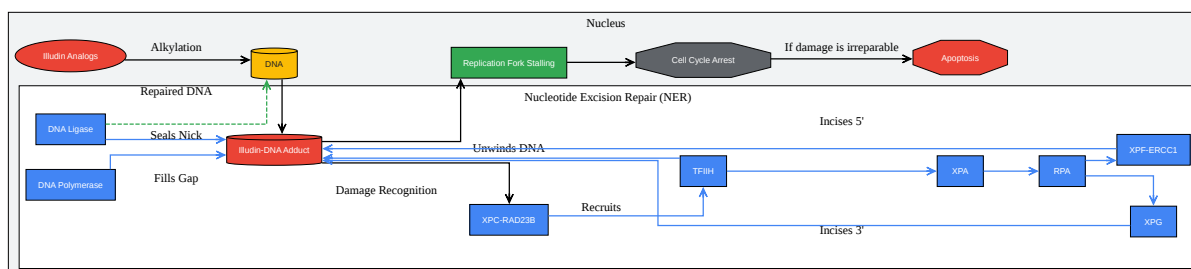 Nucleus
Illudin Analogs
Alkylation
DNA
Replication Fork Stalling
Cell Cycle Arrest
If damage is irreparable
Apoptosis
Repaired DNA
Nucleotide Excision Repair (NER)
DNA Ligase
Seals Nick
Illudin-DNA Adduct
Unwinds DNA
Incises 5'
XPF-ERCC1
DNA Polymerase
Fills Gap
Damage Recognition
TFIIH
XPA
RPA
XPC-RAD23B
Recruits
Incises 3'
XPG